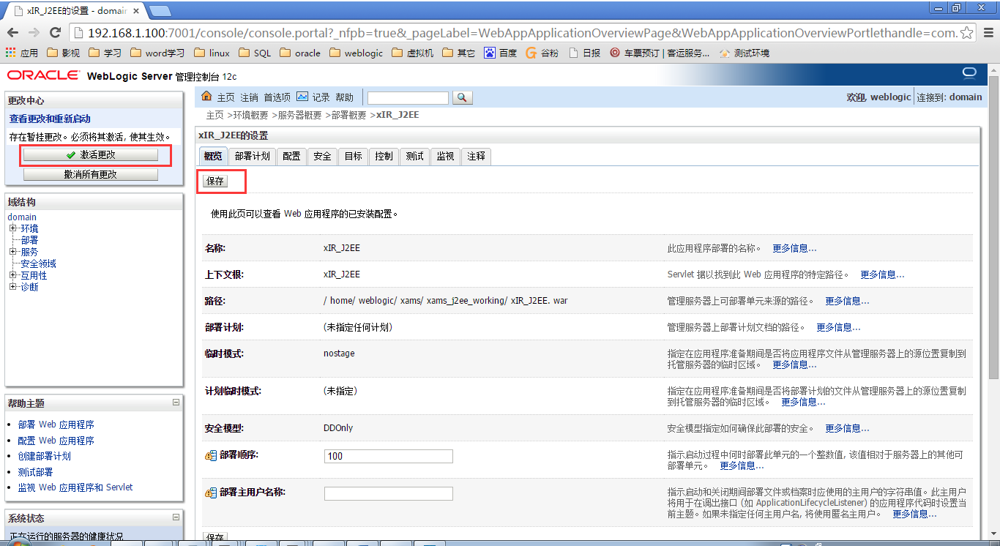 xIR_J2EE的设置 - domai
192.168.1.100:7001/console/console.portal?_nfpb=true&_pageLabel=WebAppApplicationOverviewPage&WebAppApplicationOverviewPortlethandle=com.
应用 影视 学习 word学习 linux SQL oracle weblogic 虚拟机 其它 百度 谷粉 日报 车票预订 | 客运服务... 测试环境
ORACLE WebLogic Server 管理控制台 12c
更改中心
查看更改和重新启动
存在暂挂更改。必须将其激活, 使其生效。
激活更改
撤消所有更改
域结构
domain
环境
部署
服务
安全领域
互用性
诊断
帮助主题
部署 Web 应用程序
配置 Web 应用程序
创建部署计划
测试部署
监视 Web 应用程序和 Servlet
系统状态
正在运行的服务器的健康状况
主页 注销 首选项 记录 帮助
欢迎, weblogic 连接到: domain
主页 >环境概要 >服务器概要 >部署概要 >xIR_J2EE
xIR_J2EE的设置
概览 部署计划 配置 安全 目标 控制 测试 监视 注释
保存
使用此页可以查看 Web 应用程序的已安装配置。
名称: xIR_J2EE 此应用程序部署的名称。 更多信息...
上下文根: xIR_J2EE Servlet 据以找到此 Web 应用程序的特定路径。 更多信息...
路径: / home/ weblogic/ xams/ xams_j2ee_working/ xIR_J2EE. war 管理服务器上可部署单元来源的路径。 更多信息...
部署计划: (未指定任何计划) 管理服务器上部署计划文档的路径。 更多信息...
临时模式: nostage 指定在应用程序准备期间是否将应用程序文件从管理服务器上的源位置复制到
托管服务器的临时区域。 更多信息...
计划临时模式: (未指定) 指定在应用程序准备期间是否将部署计划的文件从管理服务器上的源位置复制
到托管服务器的临时区域。 更多信息...
安全模型: DDOnly 安全模型指定如何确保此部署的安全。 更多信息...
部署顺序: 100 指示启动过程中何时部署此单元的一个整数值, 该值相对于服务器上的其他可
部署单元。 更多信息...
部署主用户名称: 指示启动和关闭期间部署文件或档案时应使用的主用户的字符串值。此主用户
将用于在调出接口 (如 ApplicationLifecycleListener) 的应用程序代码时设置当
前主题。如果未指定任何主用户名, 将使用匿名主用户。 更多信息...
保存